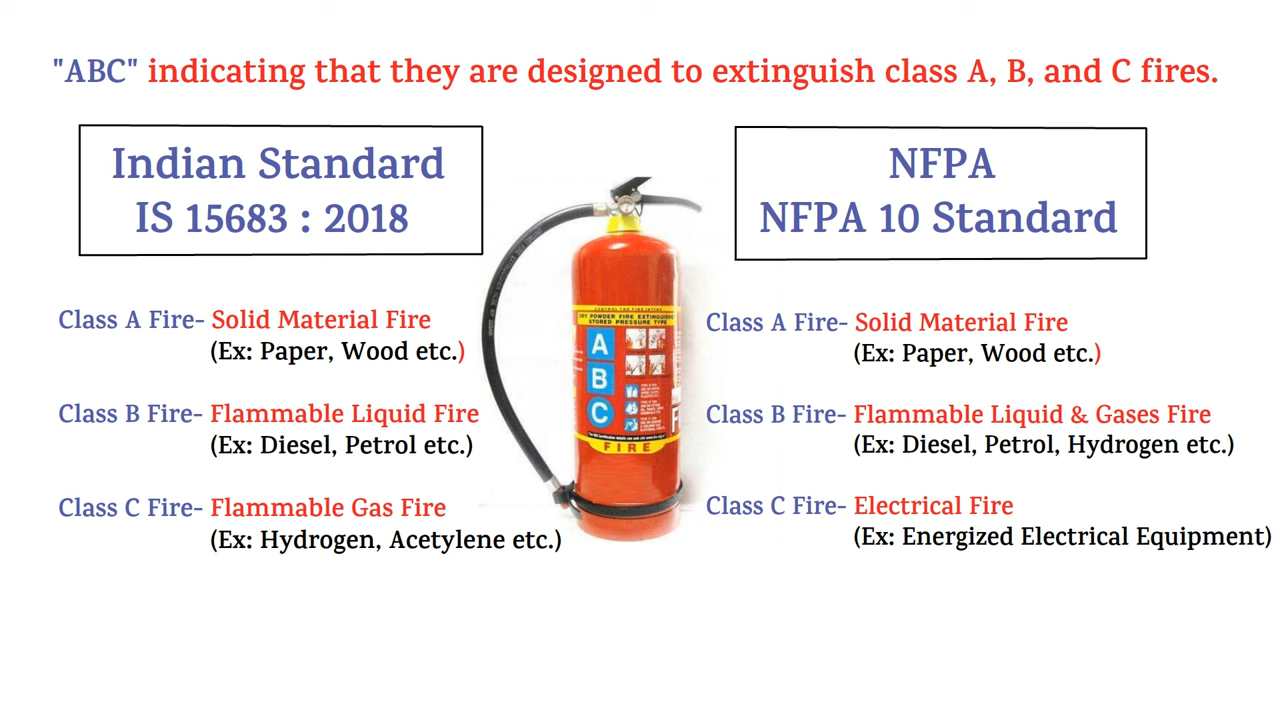 "ABC" indicating that they are designed to extinguish class A, B, and C fires.
Indian Standard
IS 15683 : 2018
Class A Fire- Solid Material Fire
(Ex: Paper, Wood etc.)
Class B Fire- Flammable Liquid Fire
(Ex: Diesel, Petrol etc.)
Class C Fire- Flammable Gas Fire
(Ex: Hydrogen, Acetylene etc.)
DRY POWDER FIRE EXTINGUISHER
STORED PRESSURE TYPE
A
B
C
FIRE
NFPA
NFPA 10 Standard
Class A Fire- Solid Material Fire
(Ex: Paper, Wood etc.)
Class B Fire- Flammable Liquid & Gases Fire
(Ex: Diesel, Petrol, Hydrogen etc.)
Class C Fire- Electrical Fire
(Ex: Energized Electrical Equipment)